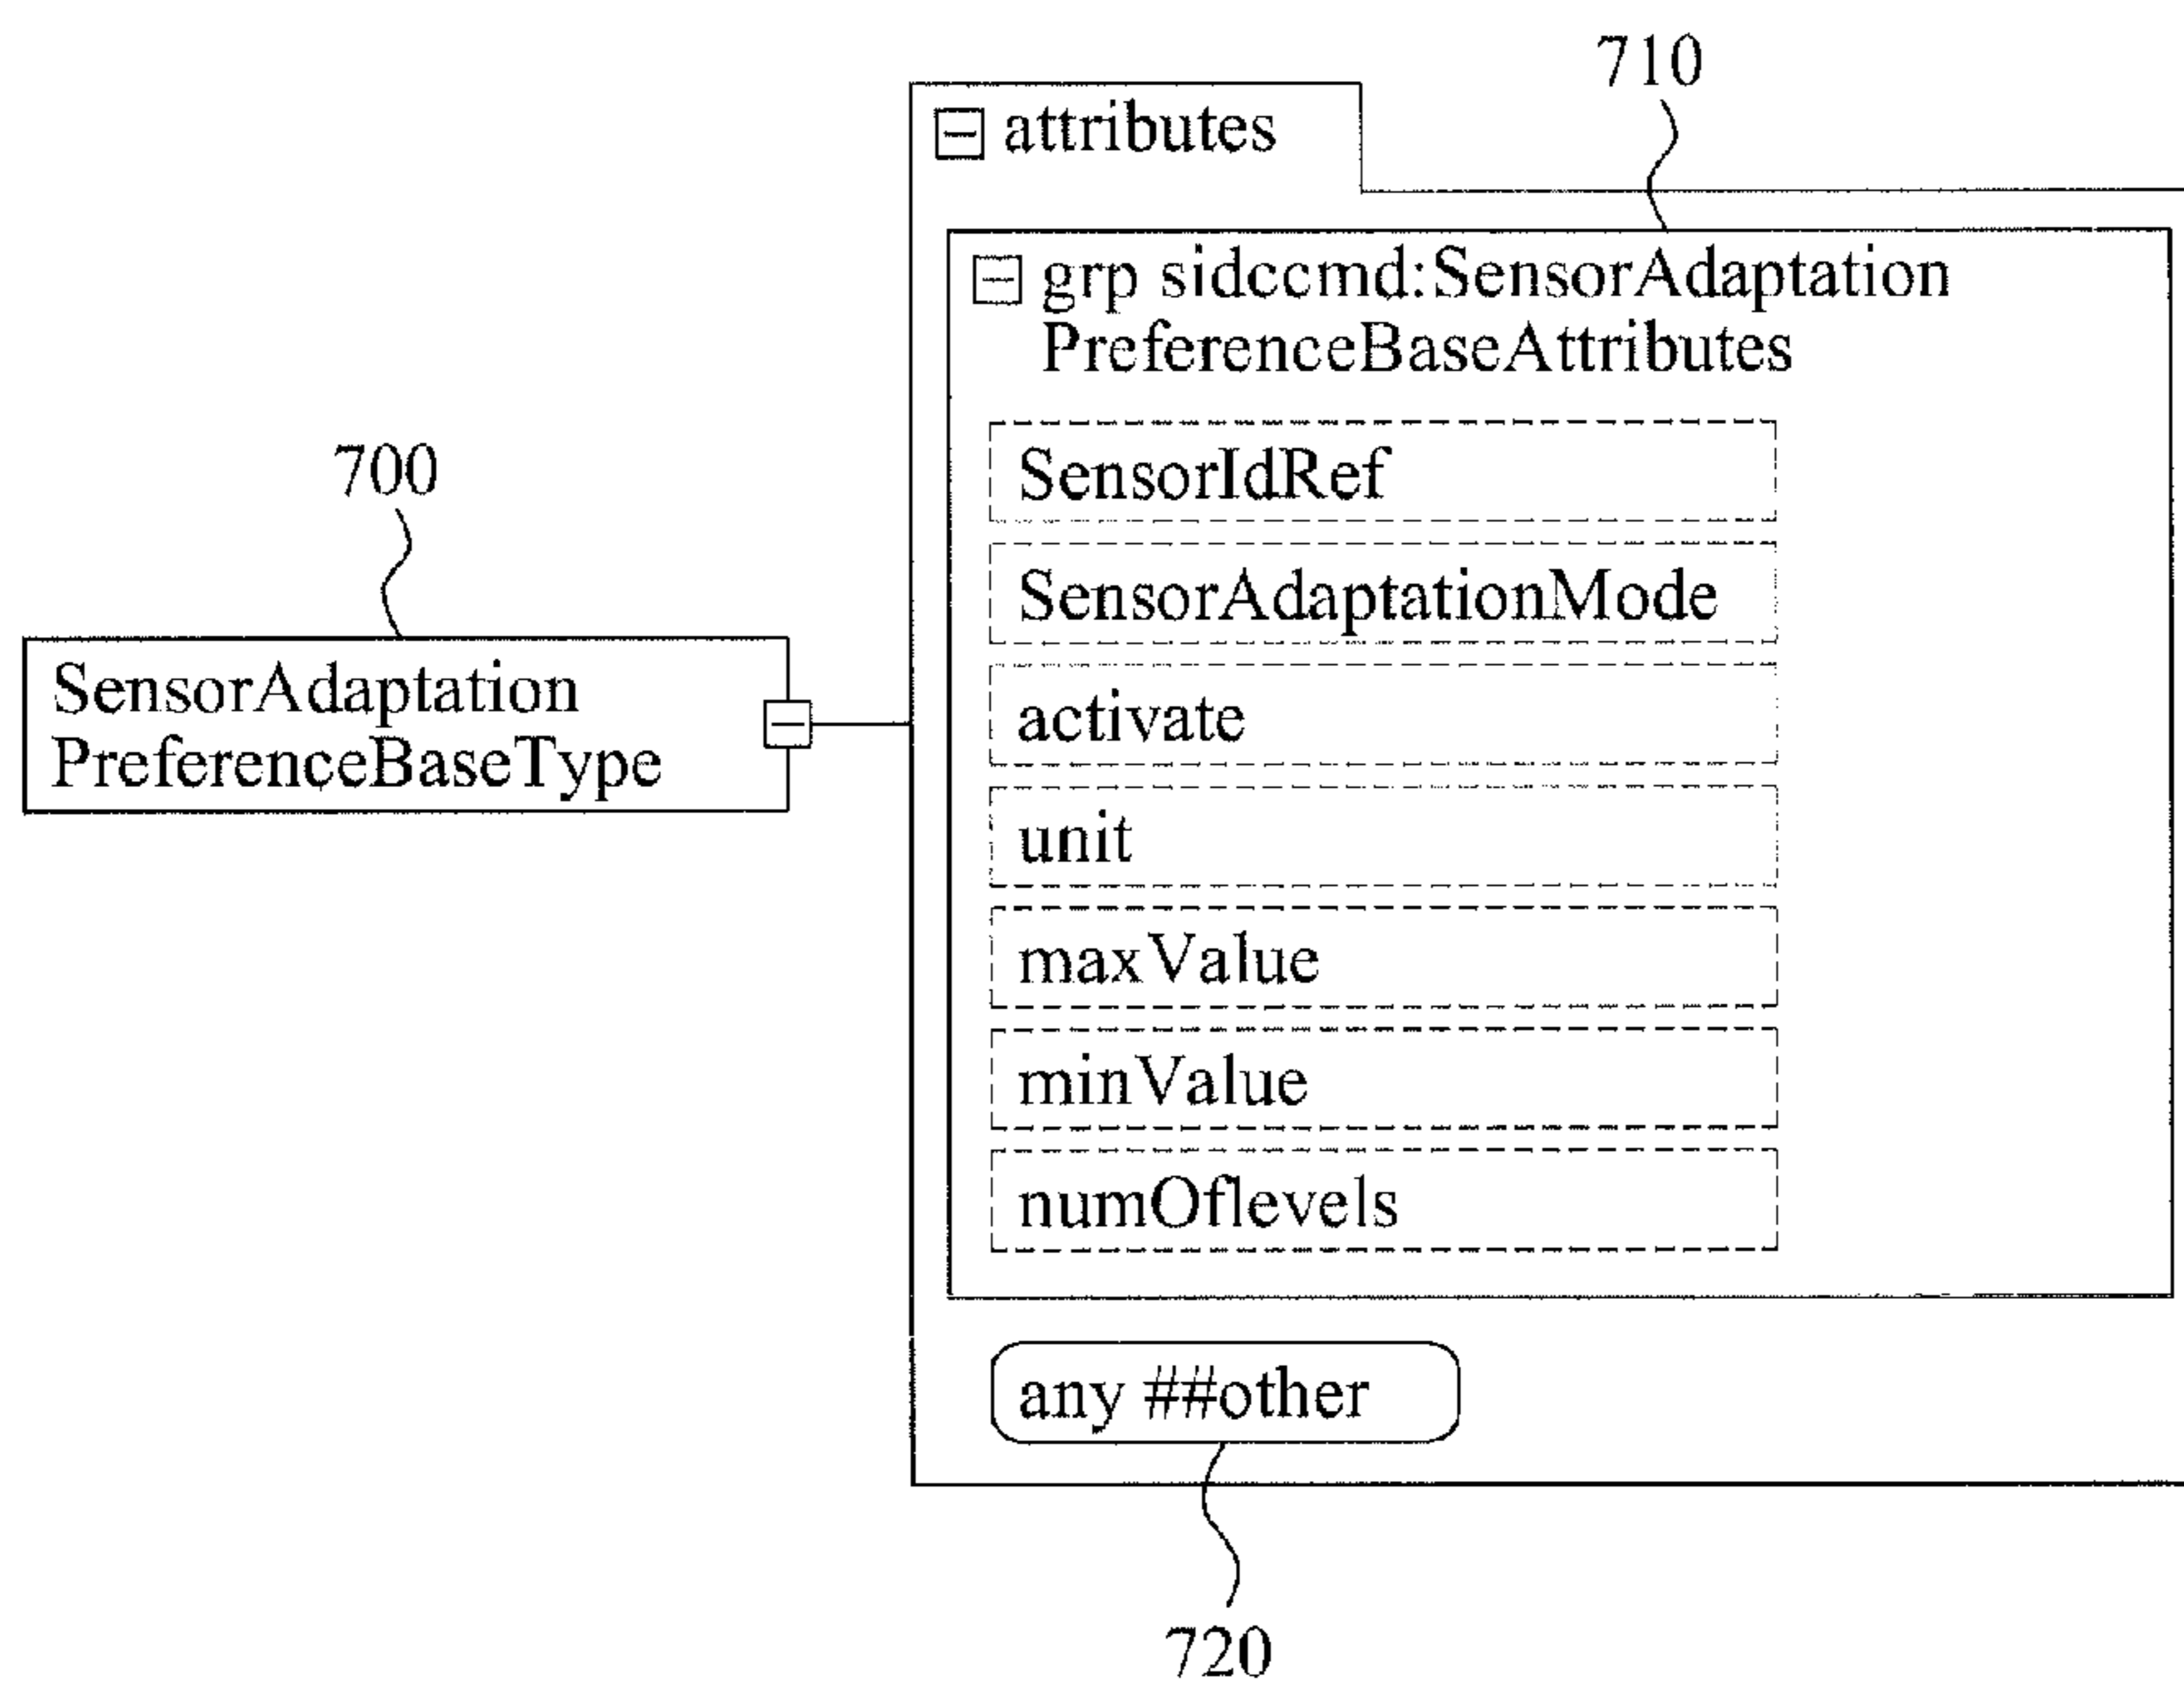 710
attributes
grp sidccmd:SensorAdaptation
PreferenceBaseAttributes
700
SensorIdRef
SensorAdaptationMode
SensorAdaptation
PreferenceBaseType
activate
unit
maxValue
minValue
numOflevels
any ##other
720